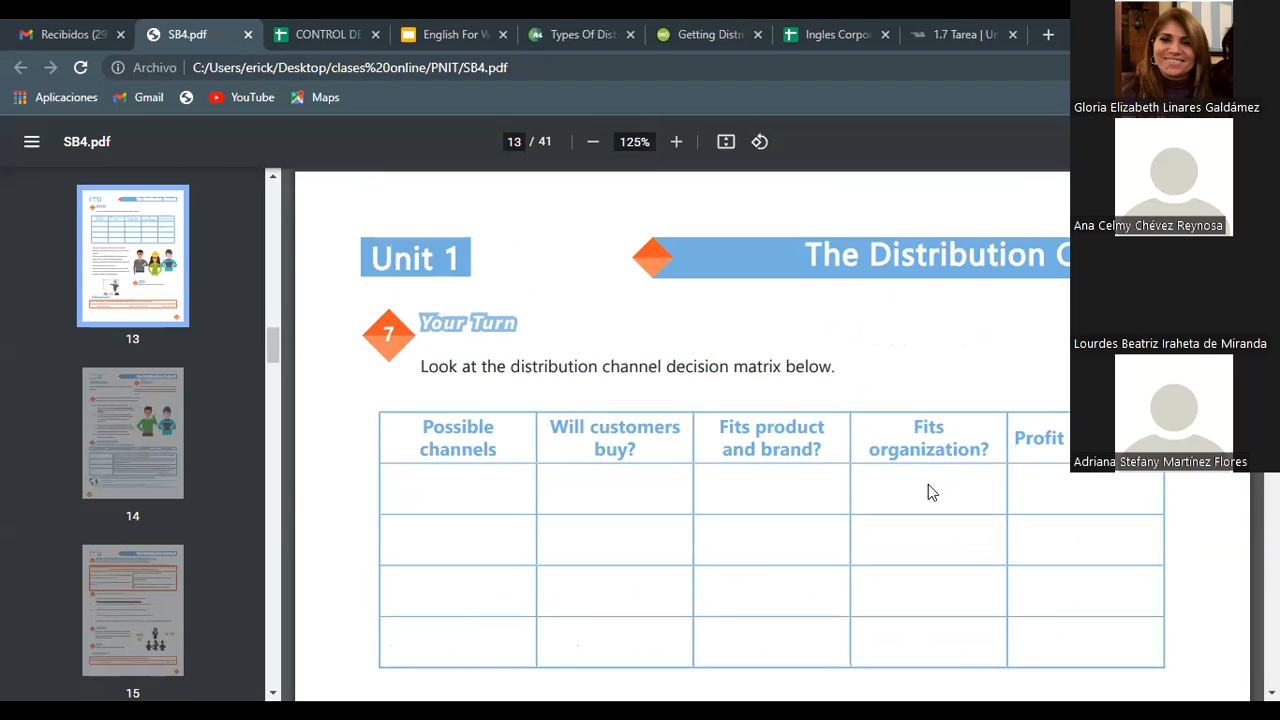 Recibidos (29
SB4.pdf
CONTROL DE
English For W
Types Of Dist
Getting Distr
Ingles Corpo
1.7 Tarea | Un
Archivo
C:/Users/erick/Desktop/clases%20online/PNIT/SB4.pdf
Aplicaciones
Gmail
YouTube
Maps
SB4.pdf
13 / 41
125%
13
14
15
Unit 1
The Distribution C
7
Your Turn
Look at the distribution channel decision matrix below.
Possible channels
Will customers buy?
Fits product and brand?
Fits organization?
Profit
Gloria Elizabeth Linares Galdámez
Ana Celmy Chévez Reynosa
Lourdes Beatriz Iraheta de Miranda
Adriana Stefany Martínez Flores